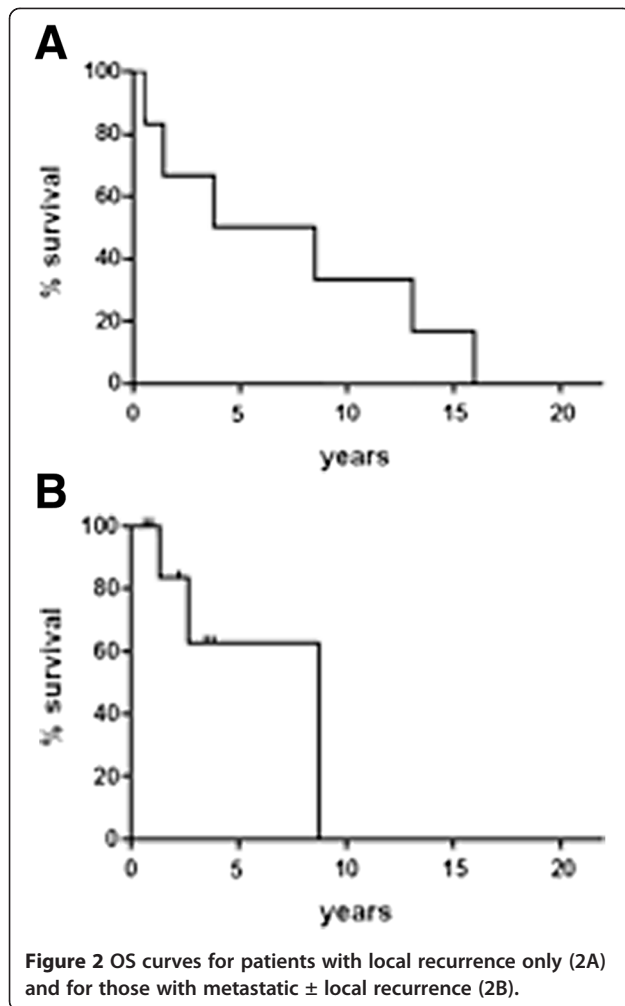 A
100
80
60
40
20
0
% survival
0 5 10 15 20
years
B
100
80
60
40
20
0
% survival
0 5 10 15 20
years
Figure 2 OS curves for patients with local recurrence only (2A)
and for those with metastatic ± local recurrence (2B).